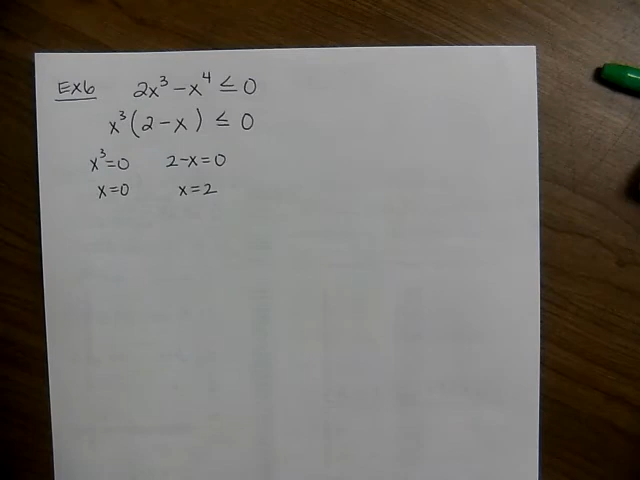 Ex6 2x³ - x⁴ ≤ 0
x³(2 - x) ≤ 0
x³=0 2-x=0
x=0 x=2